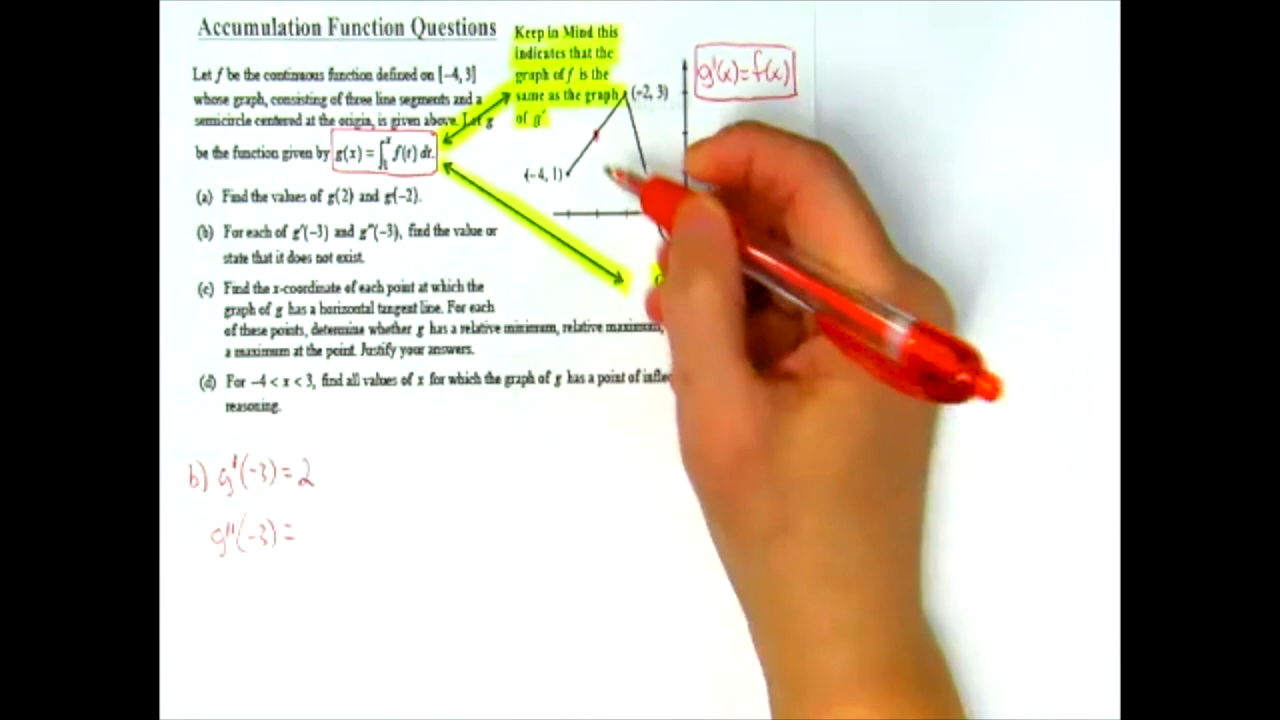 Accumulation Function Questions
Keep in Mind this
indicates that the
graph of f is the
same as the graph
of g'
g'(x)=f(x)
Let f be the continuous function defined on [−4, 3]
whose graph, consisting of three line segments and a
semicircle centered at the origin, is given above. Let g
be the function given by g(x) = ∫₁ˣ f(t) dt.
(−2, 3)
(−4, 1)
(a) Find the values of g(2) and g(−2).
(b) For each of g'(−3) and g"(−3), find the value or
state that it does not exist.
(c) Find the x-coordinate of each point at which the
graph of g has a horizontal tangent line. For each
of these points, determine whether g has a relative minimum, relative maximum,
a maximum at the point. Justify your answers.
(d) For −4 < x < 3, find all values of x for which the graph of g has a point of
reasoning.
b) g'(-3)=2
g"(-3)=